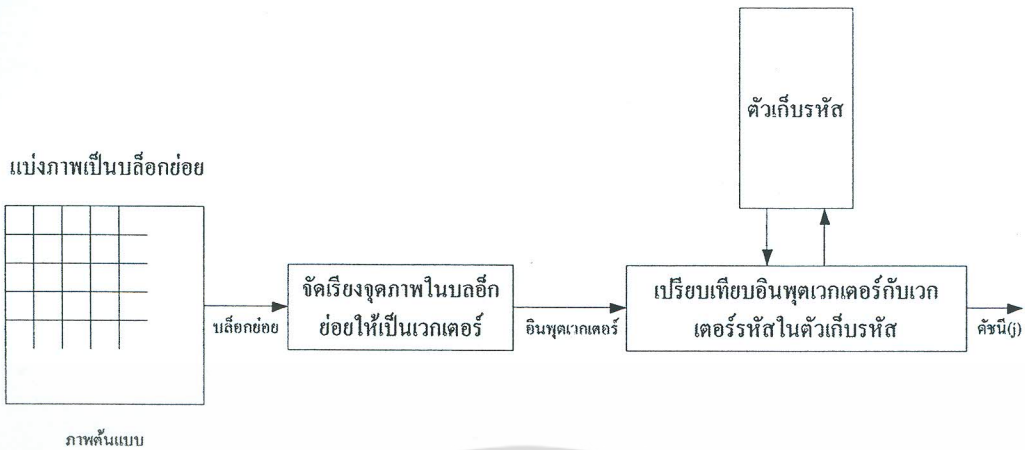 ตัวเก็บรหัส
แบ่งภาพเป็นบล็อกย่อย
จัดเรียงจุดภาพในบลอ็ก
ย่อยให้เป็นเวกเตอร์
เปรียบเทียบอินพุตเวกเตอร์กับเวก
เตอร์รหัสในตัวเก็บรหัส
บล็อกย่อย
อินพุตเวกเตอร์
ดัชนี(j)
ภาพต้นแบบ